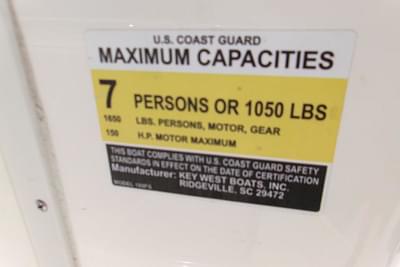 U.S. COAST GUARD
MAXIMUM CAPACITIES
7 PERSONS OR 1050 LBS
1650 LBS. PERSONS, MOTOR, GEAR
150 H.P. MOTOR MAXIMUM
THIS BOAT COMPLIES WITH U.S. COAST GUARD SAFETY
STANDARDS IN EFFECT ON THE DATE OF CERTIFICATION
Manufacturer: KEY WEST BOATS, INC.
RIDGEVILLE, SC 29472
MODEL